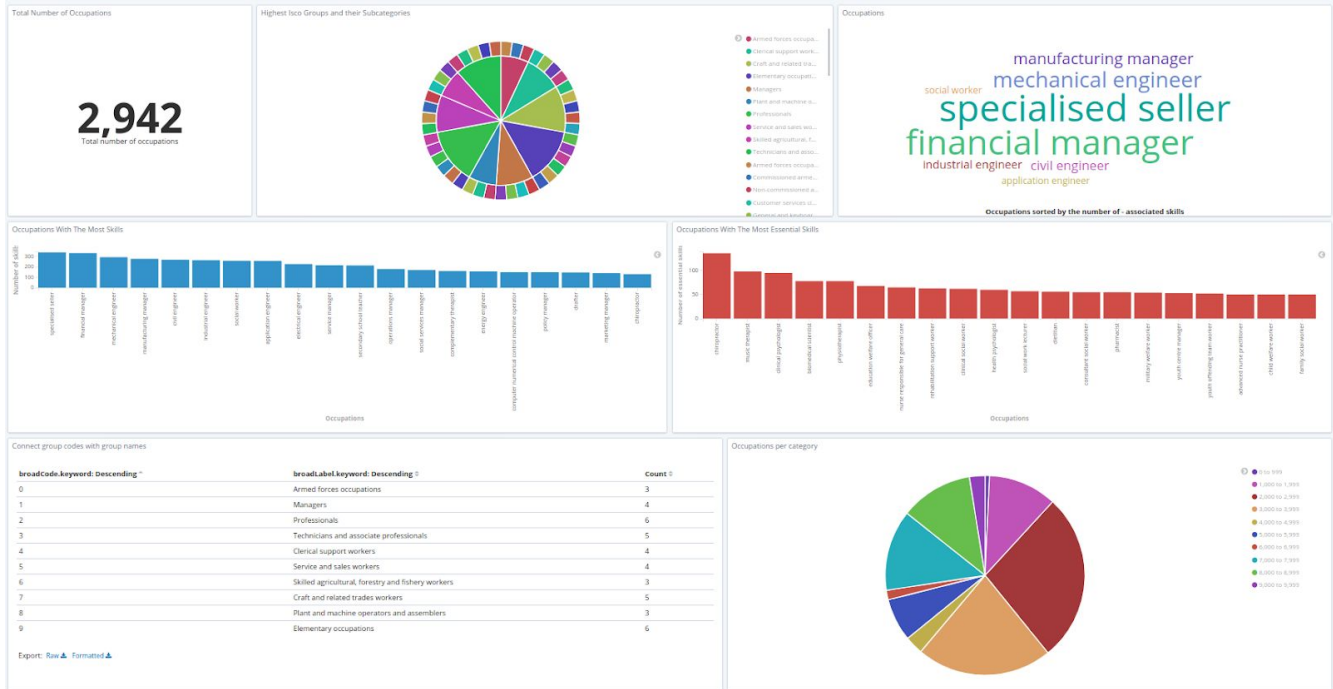 Total Number of Occupations
2,942
Total number of occupations
Highest Isco Groups and their Subcategories
Armed forces occupa...
Clerical support work...
Craft and related tra...
Elementary occupati...
Managers
Plant and machine o...
Professionals
Service and sales wo...
Skilled agricultural, f...
Technicians and asso...
Armed forces occupa...
Commissioned arme...
Non-commissioned a...
Customer services cl...
General and keyboar...
Occupations
manufacturing manager
mechanical engineer
social worker
specialised seller
financial manager
industrial engineer
civil engineer
application engineer
Occupations sorted by the number of - associated skills
Occupations With The Most Skills
Number of skills
300
200
100
0
specialised seller
financial manager
mechanical engineer
manufacturing manager
civil engineer
industrial engineer
social worker
application engineer
electrical engineer
service manager
secondary school teacher
operations manager
social services manager
complementary therapist
energy engineer
computer numerical control machine operator
policy manager
drafter
marketing manager
chiropractor
Occupations
Occupations With The Most Essential Skills
Number of essential skills
100
50
0
chiropractor
music therapist
clinical psychologist
biomedical scientist
physiotherapist
education welfare officer
nurse responsible for general care
rehabilitation support worker
clinical social worker
health psychologist
social work lecturer
dietitian
consultant social worker
pharmacist
military welfare worker
youth centre manager
youth offending team worker
advanced nurse practitioner
child welfare worker
family social worker
Occupations
Connect group codes with group names
broadCode.keyword: Descending broadLabel.keyword: Descending Count
0 Armed forces occupations 3
1 Managers 4
2 Professionals 6
3 Technicians and associate professionals 5
4 Clerical support workers 4
5 Service and sales workers 4
6 Skilled agricultural, forestry and fishery workers 3
7 Craft and related trades workers 5
8 Plant and machine operators and assemblers 3
9 Elementary occupations 6
Export: Raw Formatted
Occupations per category
0 to 999
1,000 to 1,999
2,000 to 2,999
3,000 to 3,999
4,000 to 4,999
5,000 to 5,999
6,000 to 6,999
7,000 to 7,999
8,000 to 8,999
9,000 to 9,999